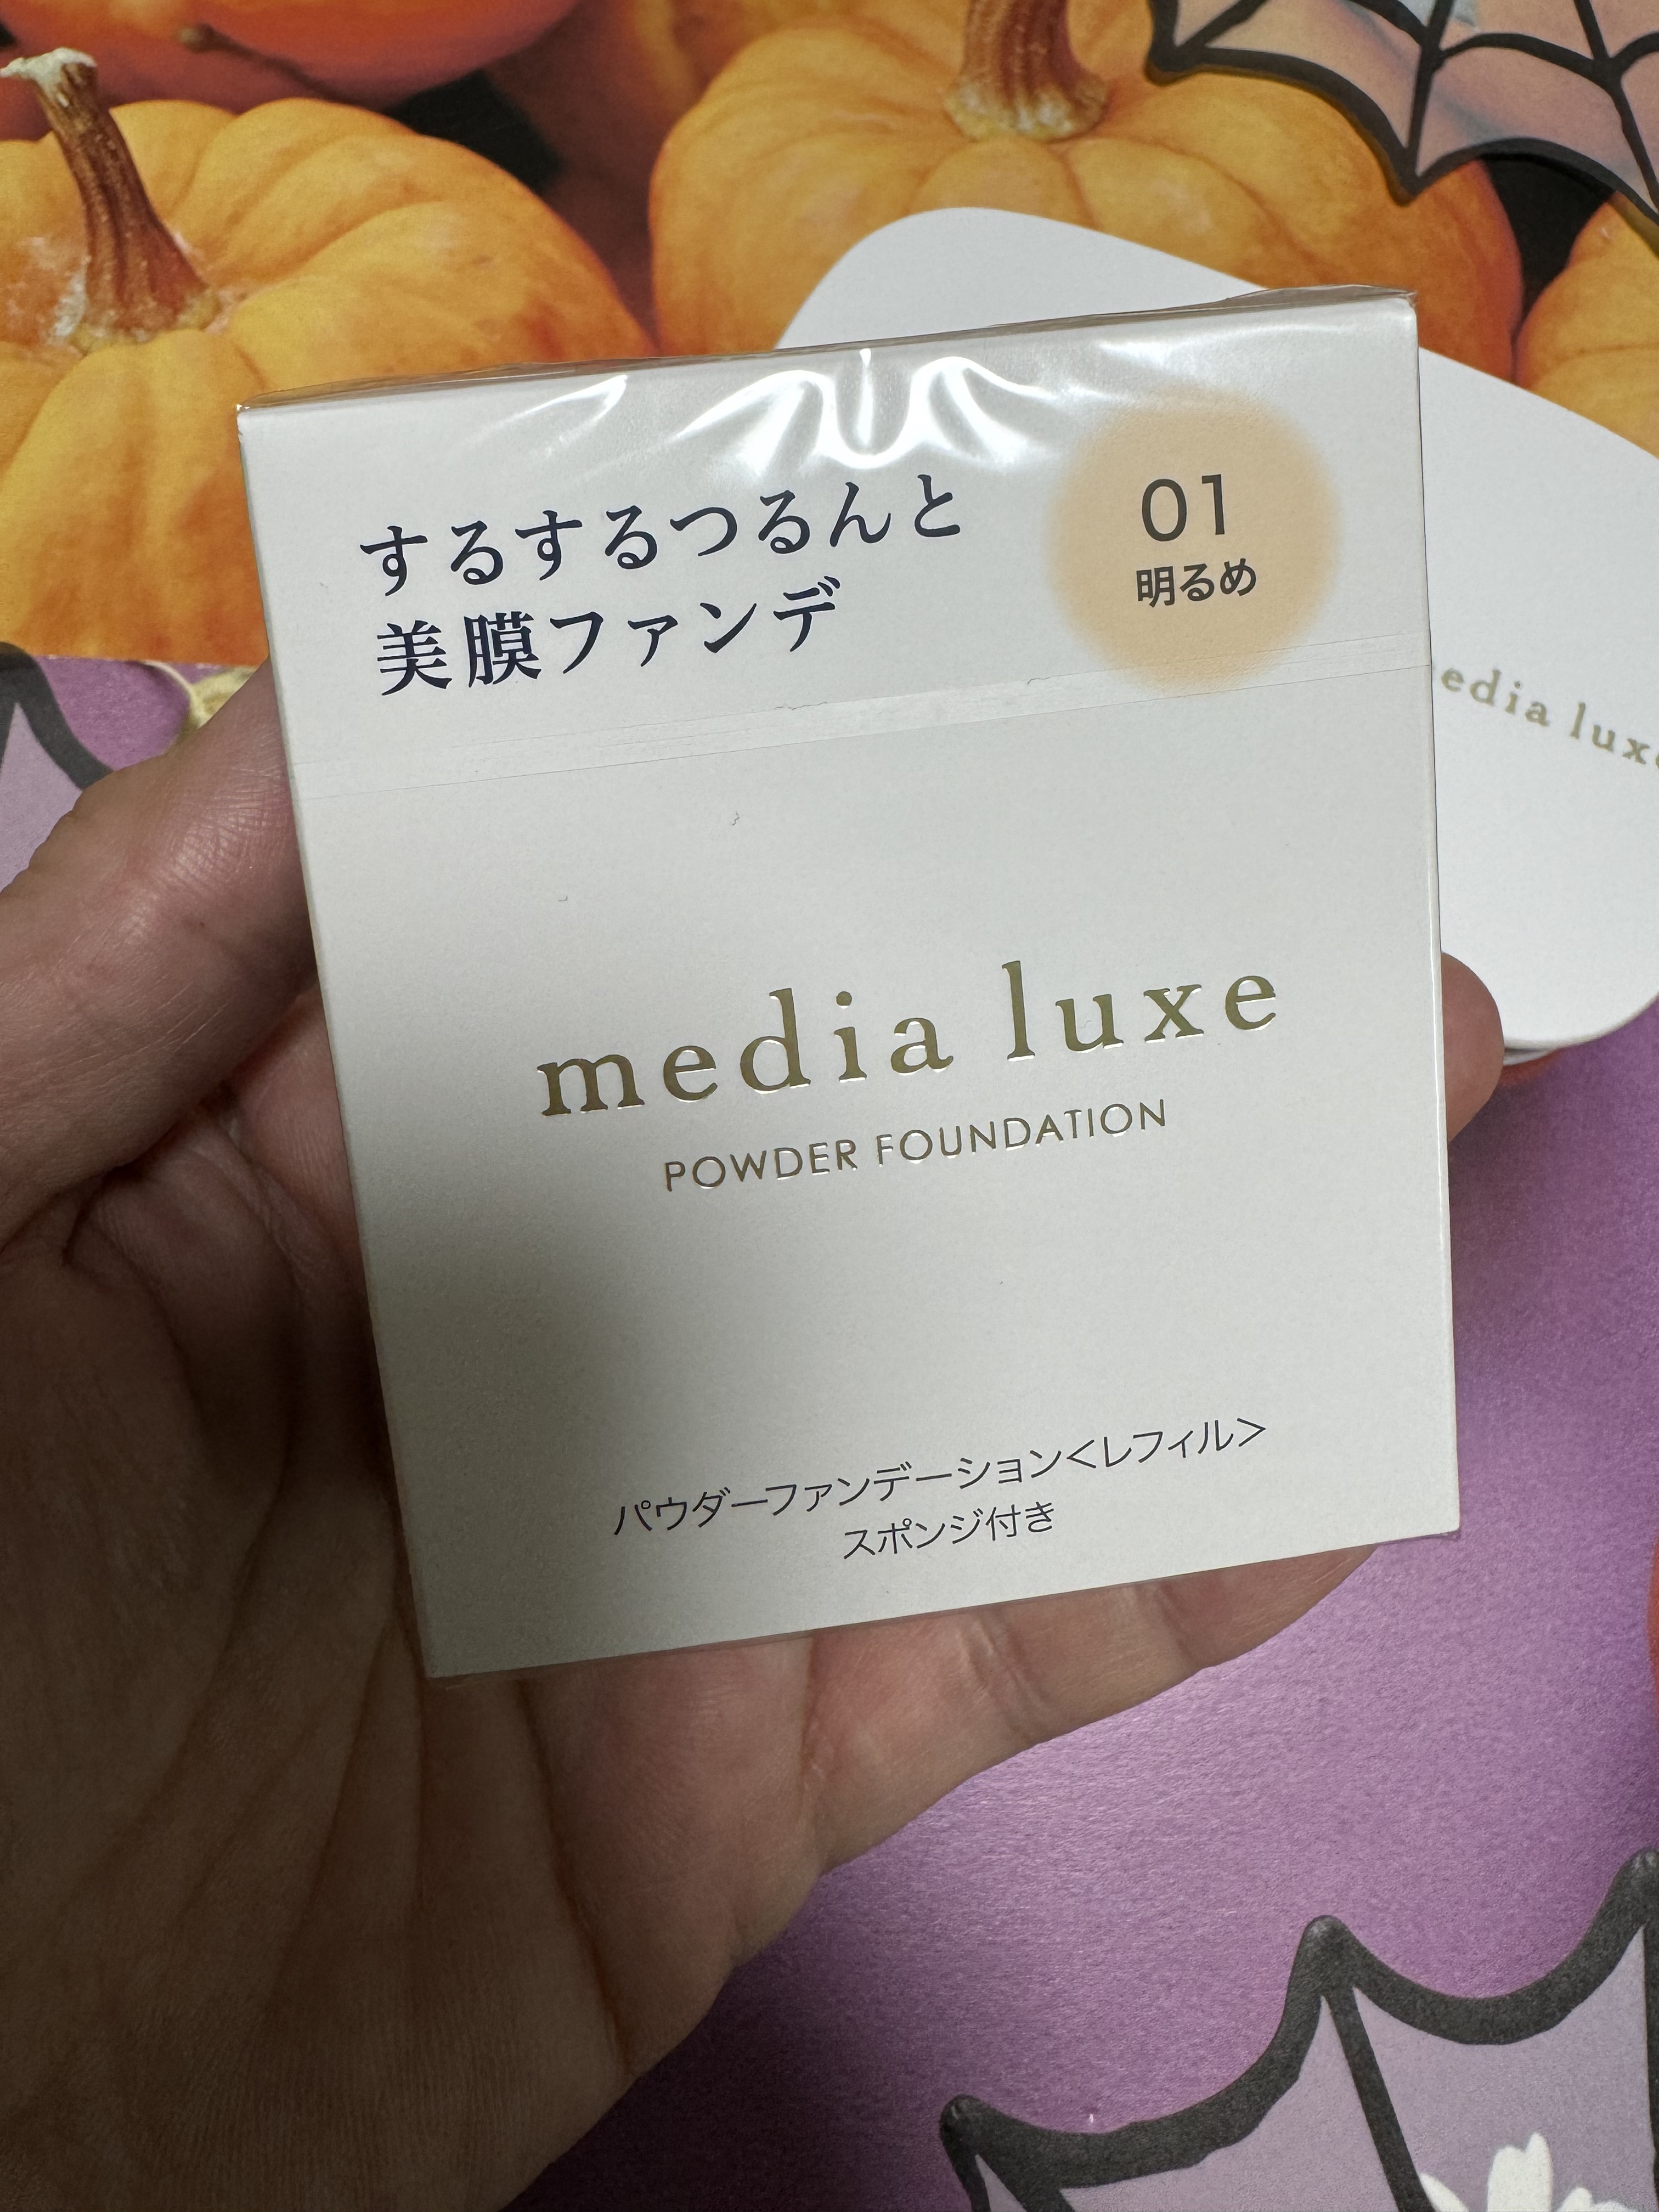 するするつるんと
美膜ファンデ
01
明るめ
media luxe
POWDER FOUNDATION
パウダーファンデーション<レフィル>
スポンジ付き
media luxe